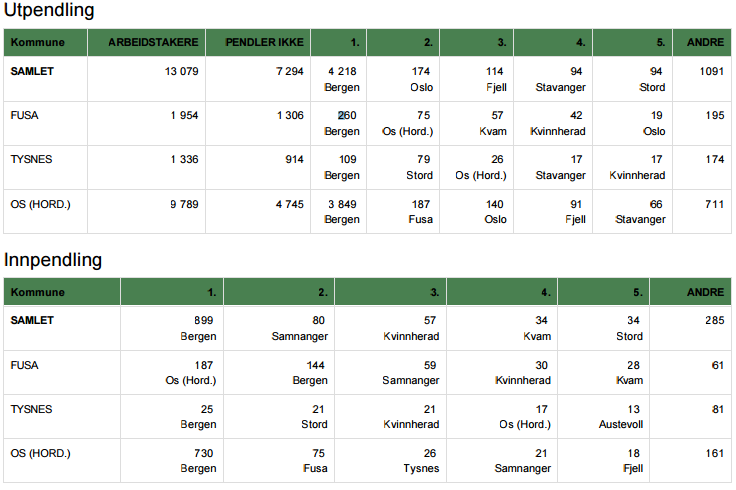 Utpendling
Kommune ARBEIDSTAKERE PENDLER IKKE 1. 2. 3. 4. 5. ANDRE
SAMLET 13 079 7 294 4 218 174 114 94 94 1091
Bergen Oslo Fjell Stavanger Stord
FUSA 1 954 1 306 260 75 57 42 19 195
Bergen Os (Hord.) Kvam Kvinnherad Oslo
TYSNES 1 336 914 109 79 26 17 17 174
Bergen Stord Os (Hord.) Stavanger Kvinnherad
OS (HORD.) 9 789 4 745 3 849 187 140 91 66 711
Bergen Fusa Oslo Fjell Stavanger
Innpendling
Kommune 1. 2. 3. 4. 5. ANDRE
SAMLET 899 80 57 34 34 285
Bergen Samnanger Kvinnherad Kvam Stord
FUSA 187 144 59 30 28 61
Os (Hord.) Bergen Samnanger Kvinnherad Kvam
TYSNES 25 21 21 17 13 81
Bergen Stord Kvinnherad Os (Hord.) Austevoll
OS (HORD.) 730 75 26 21 18 161
Bergen Fusa Tysnes Samnanger Fjell